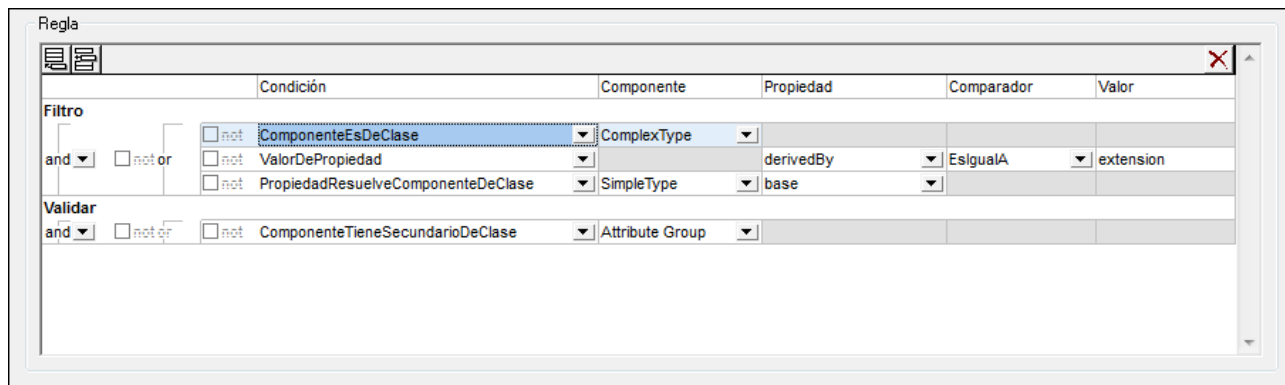 Regla
Condición Componente Propiedad Comparador Valor
Filtro
not ComponenteEsDeClase ComplexType
and not or not ValorDePropiedad derivedBy EsIgualA extension
not PropiedadResuelveComponenteDeClase SimpleType base
Validar
and not or not ComponenteTieneSecundarioDeClase Attribute Group